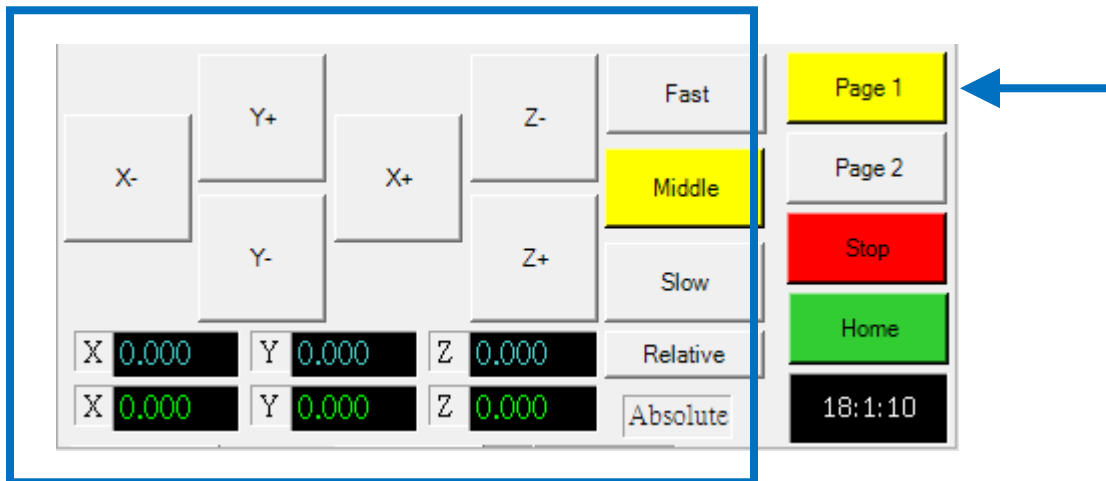 Fast
Page 1
Y+
Z-
X-
X+
Middle
Page 2
Y-
Z+
Stop
Slow
Home
X 0.000 Y 0.000 Z 0.000 Relative
X 0.000 Y 0.000 Z 0.000 Absolute
18:1:10